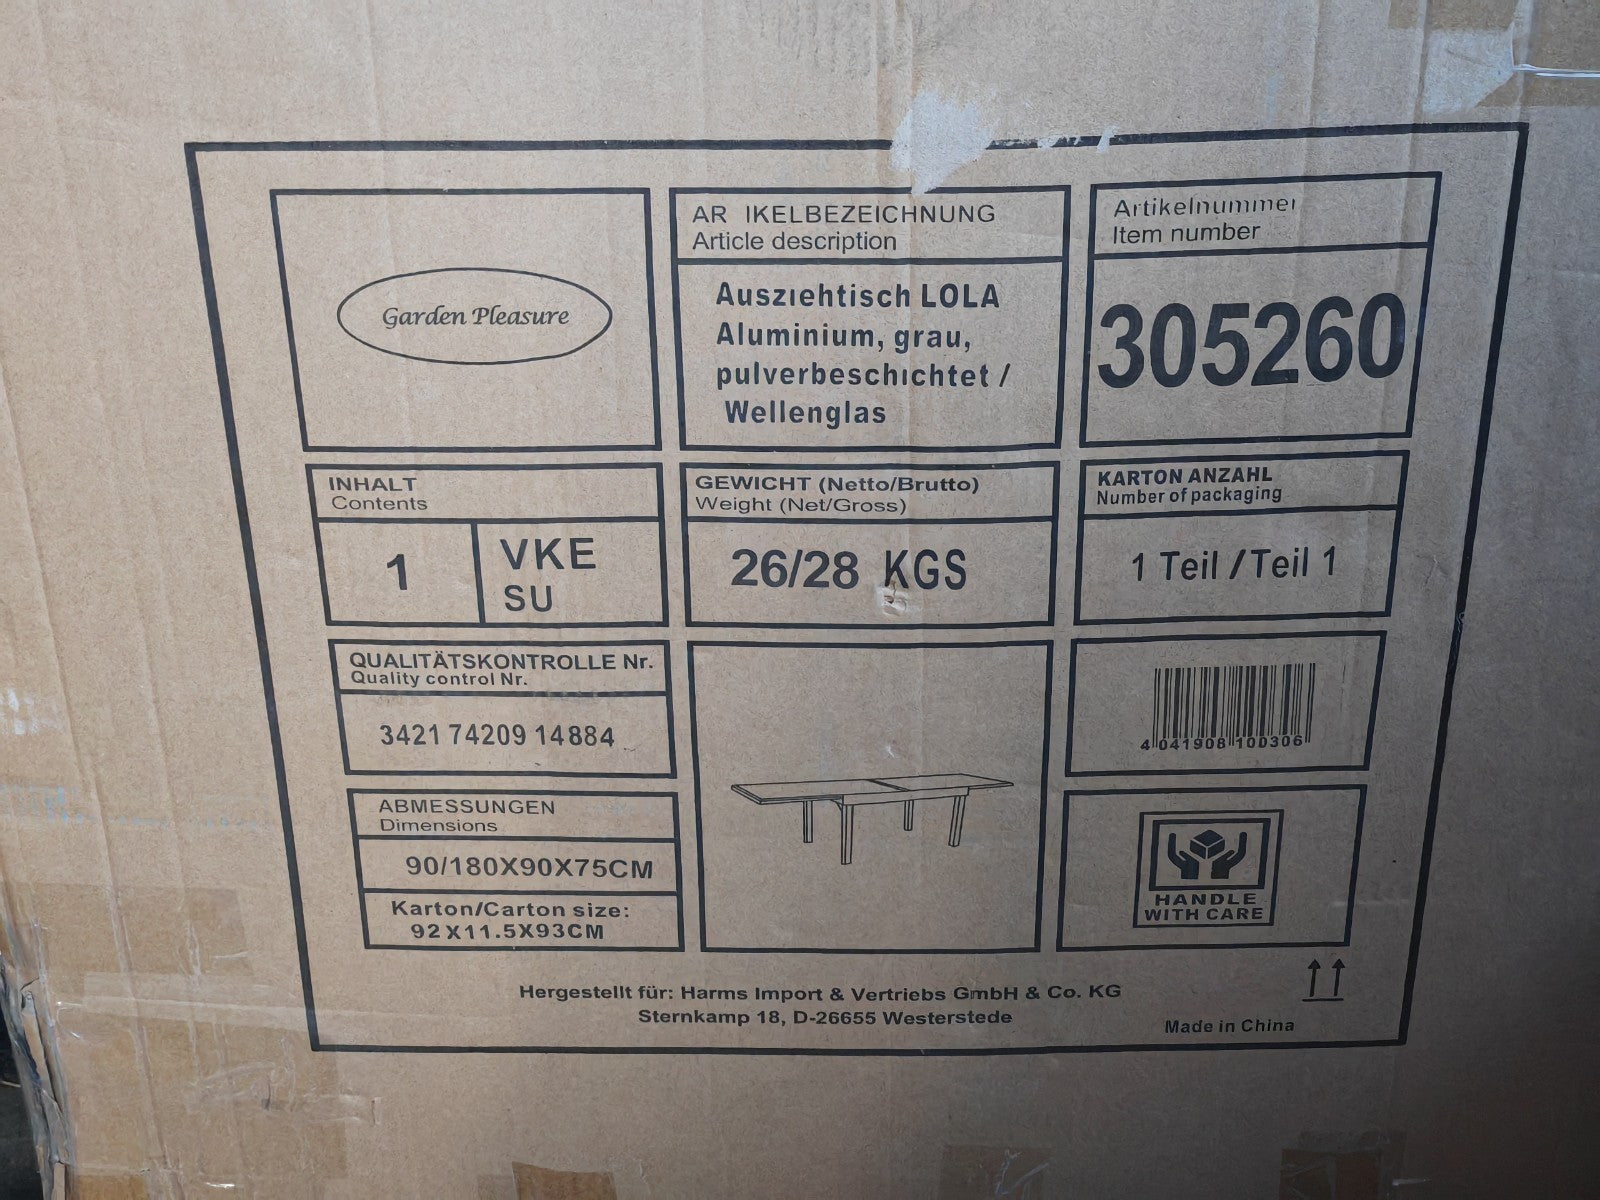 Garden Pleasure
AR IKELBEZEICHNUNG
Article description
Ausziehtisch LOLA
Aluminium, grau,
pulverbeschichtet /
Wellenglas
Artikelnummer
Item number
305260
INHALT
Contents
1
VKE
SU
GEWICHT (Netto/Brutto)
Weight (Net/Gross)
26/28 KGS
KARTON ANZAHL
Number of packaging
1 Teil / Teil 1
QUALITÄTSKONTROLLE Nr.
Quality control Nr.
3421 74209 14884
4 041908 100306
ABMESSUNGEN
Dimensions
90/180X90X75CM
Karton/Carton size:
92X11.5X93CM
HANDLE
WITH CARE
Hergestellt für: Harms Import & Vertriebs GmbH & Co. KG
Sternkamp 18, D-26655 Westerstede
Made in China